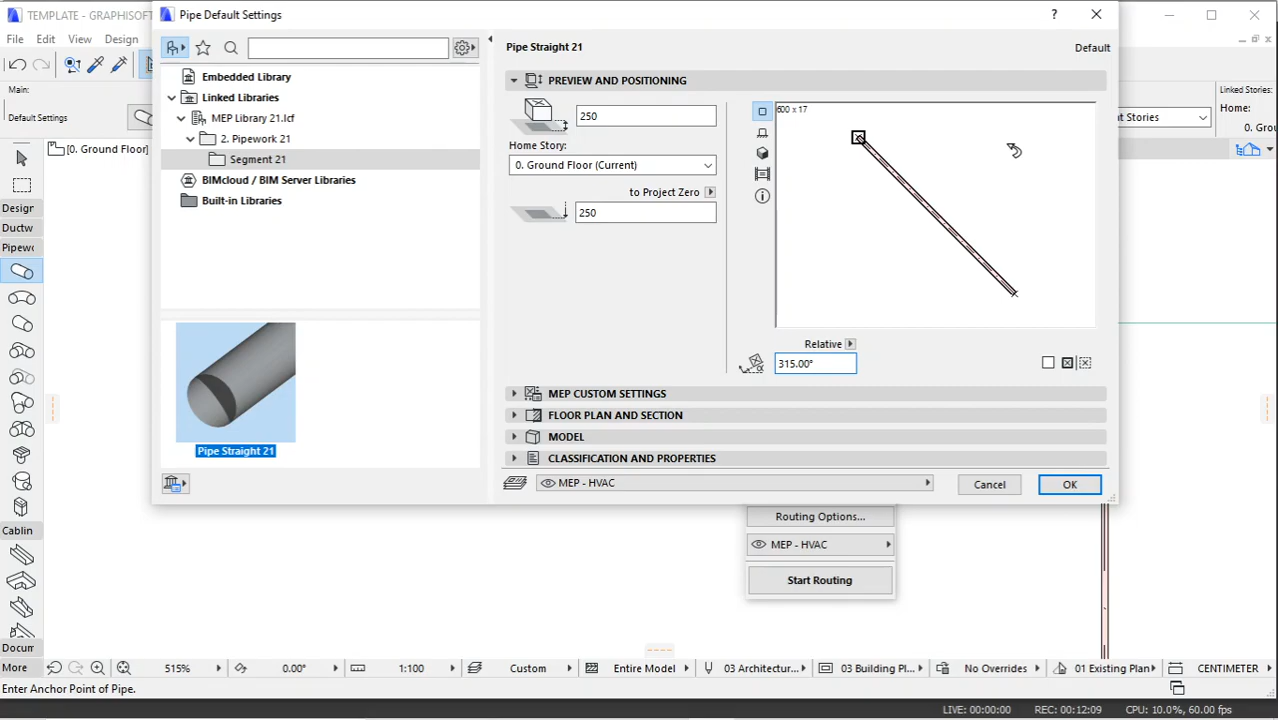 TEMPLATE - GRAPHISOFT
Pipe Default Settings
File
Edit
View
Design
Main:
Default Settings
[0. Ground Floor]
Design
Ductw
Pipewo
Cablin
Docum
More
Embedded Library
Linked Libraries
MEP Library 21.lcf
2. Pipework 21
Segment 21
BIMcloud / BIM Server Libraries
Built-in Libraries
Pipe Straight 21
Pipe Straight 21
Default
PREVIEW AND POSITIONING
250
Home Story:
0. Ground Floor (Current)
to Project Zero
250
600 x 17
Relative
315.00°
MEP CUSTOM SETTINGS
FLOOR PLAN AND SECTION
MODEL
CLASSIFICATION AND PROPERTIES
MEP - HVAC
Cancel
OK
Linked Stories:
Home:
t Stories
0. Grou
Routing Options...
MEP - HVAC
Start Routing
515%
0.00°
1:100
Custom
Entire Model
03 Architectur...
03 Building Pl...
No Overrides
01 Existing Plan
CENTIMETER
Enter Anchor Point of Pipe.
LIVE: 00:00:00
REC: 00:12:09
CPU: 10.0%, 60.00 fps